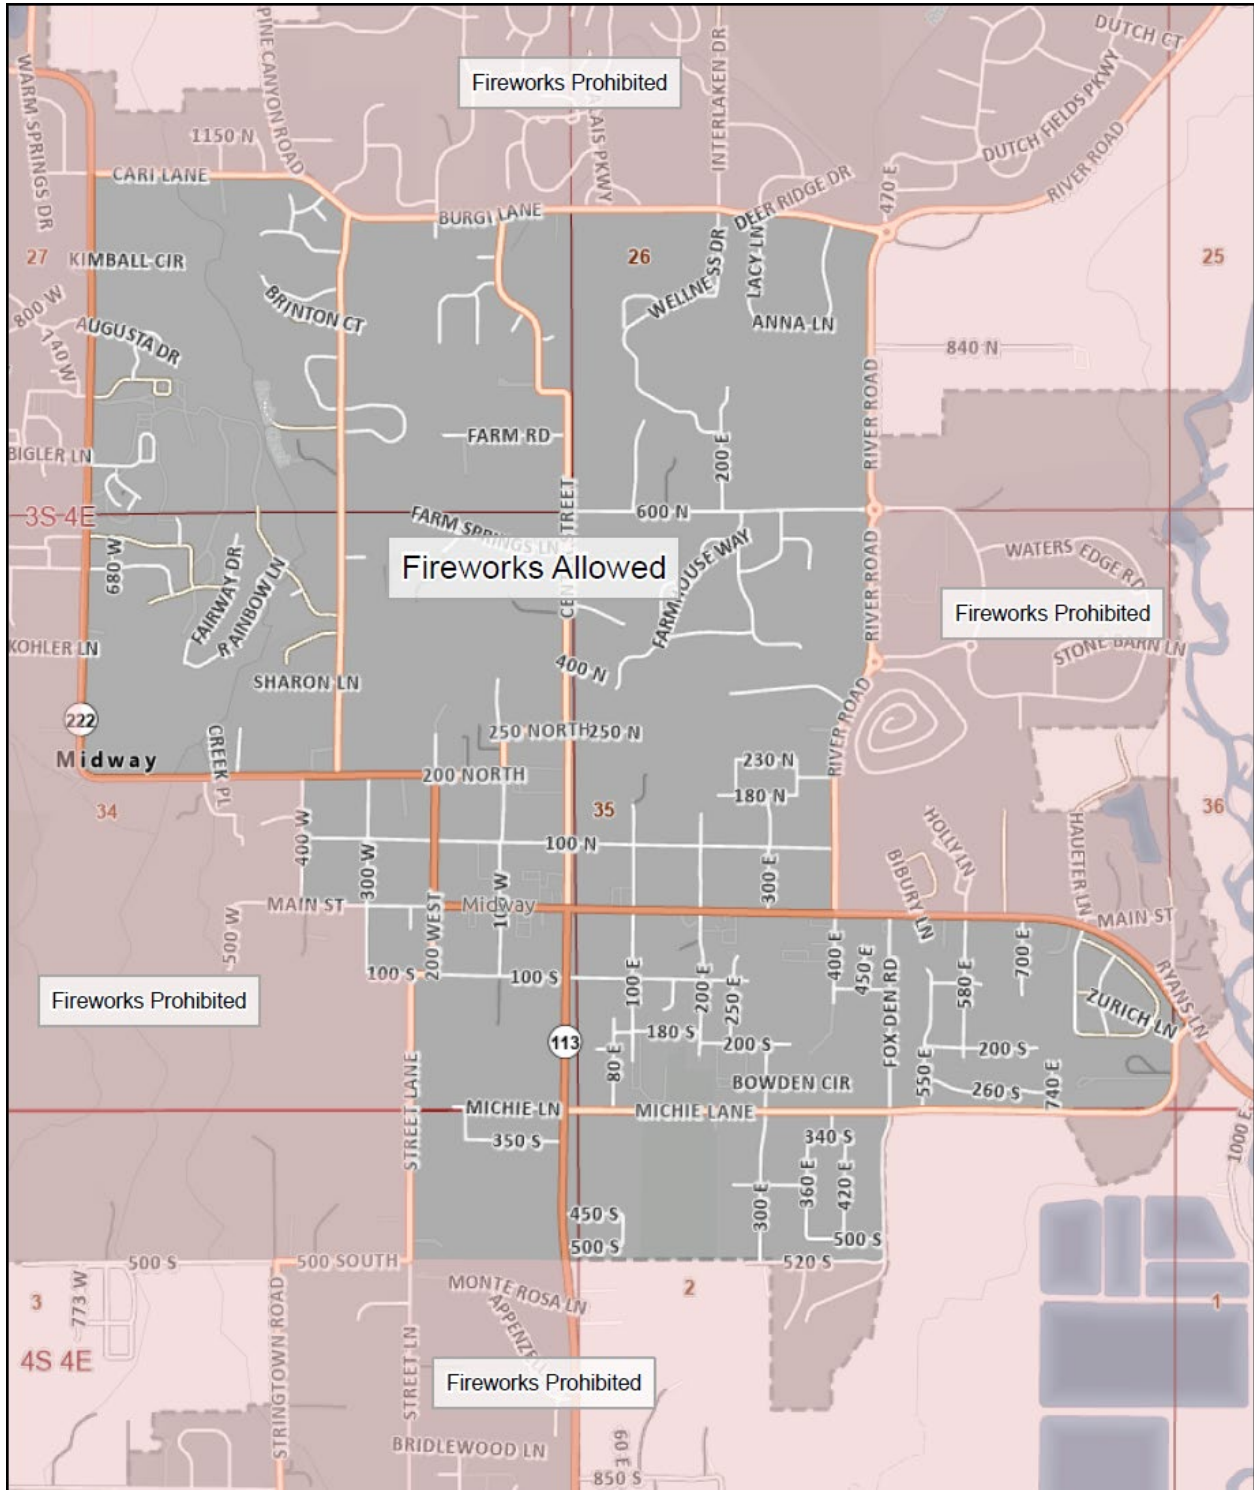 DUTCH CT
PINE CANYON ROAD
INTERLAKEN DR
WARM SPRINGS DR
Fireworks Prohibited
AIS PKWY
DUTCH FIELDS PKWY
1150 N
RIVER ROAD
CARI LANE
DEER RIDGE DR
470 E
BURGI LANE
27
KIMBALL CIR
26
25
WELLNESS DR
LACY LN
800 W
BRINTON CT
ANNA LN
AUGUSTA DR
740 W
840 N
RIVER ROAD
FARM RD
200 E
BIGLER LN
3S 4E
FARM SPRINGS LN
CENT STREET
600 N
680 W
FAIRWAY DR
RAINBOW LN
Fireworks Allowed
FARMHOUSE WAY
RIVER ROAD
WATERS EDGE RD
Fireworks Prohibited
KOHLER LN
STONE BARN LN
400 N
SHARON LN
222
CREEK PL
250 NORTH
250 N
RIVER ROAD
Midway
200 NORTH
230 N
180 N
34
35
36
400 W
300 W
100 N
300 E
HOLLY LN
BIBURY LN
HAUETER LN
MAIN ST
200 WEST
Midway
MAIN ST
500 W
100 S
100 S
100 E
200 E
250 E
400 E
450 E
FOX DEN RD
580 E
700 E
RYANS LN
ZURICH LN
Fireworks Prohibited
113
180 S
200 S
200 S
80 E
BOWDEN CIR
550 E
260 S
740 E
STREET LANE
MICHIE LN
MICHIE LANE
1000 E
350 S
340 S
300 E
360 E
420 E
450 S
500 S
500 S
500 S
500 SOUTH
520 S
3
773 W
STRINGTOWN ROAD
MONTE ROSA LN
2
1
4S 4E
STREET LN
APPENZELL
Fireworks Prohibited
BRIDLEWOOD LN
60 E
850 S